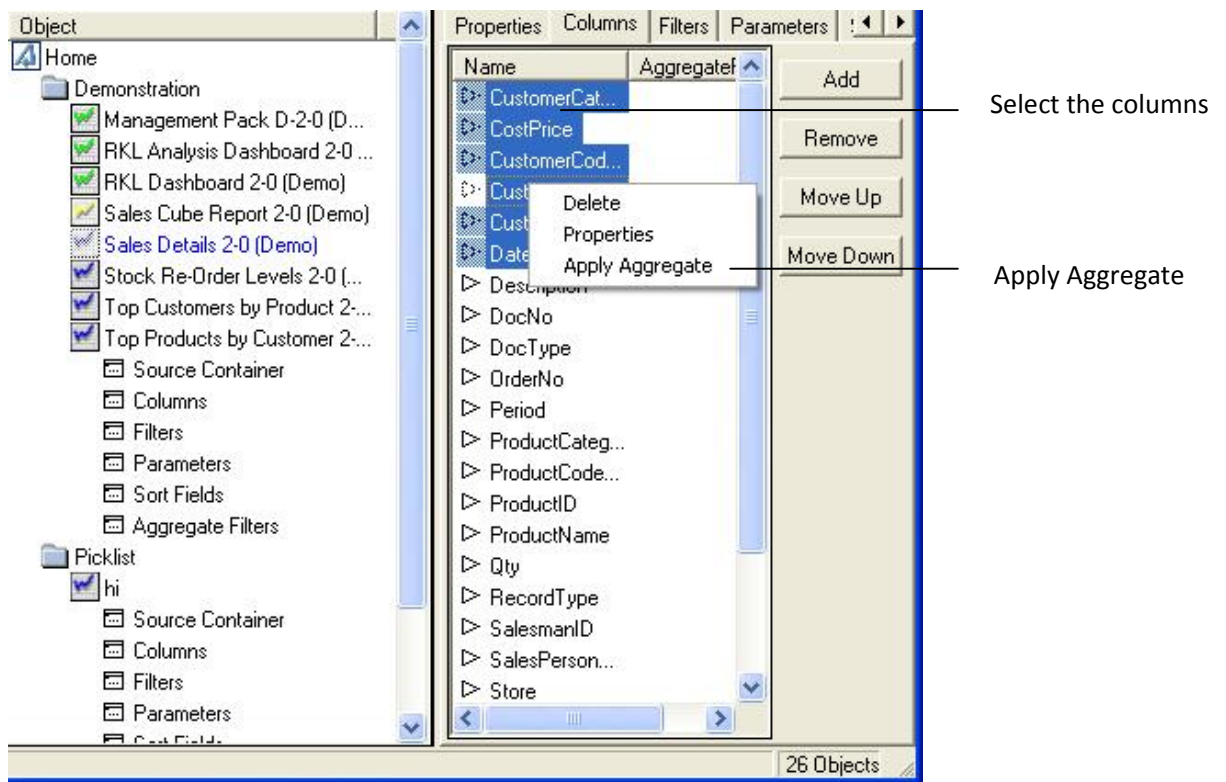 Object
Home
Demonstration
Management Pack D-2-0 (D...
RKL Analysis Dashboard 2-0 ...
RKL Dashboard 2-0 (Demo)
Sales Cube Report 2-0 (Demo)
Sales Details 2-0 (Demo)
Stock Re-Order Levels 2-0 (...
Top Customers by Product 2-...
Top Products by Customer 2-...
Source Container
Columns
Filters
Parameters
Sort Fields
Aggregate Filters
Picklist
hi
Source Container
Columns
Filters
Parameters
Sort Fields
Properties Columns Filters Parameters
Name
CustomerCat...
CostPrice
CustomerCod...
Cust
Cust
Date
Description
DocNo
DocType
OrderNo
Period
ProductCateg...
ProductCode...
ProductID
ProductName
Qty
RecordType
SalesmanID
SalesPerson...
Store
Delete
Properties
Apply Aggregate
Add
Remove
Move Up
Move Down
Select the columns
Apply Aggregate
26 Objects